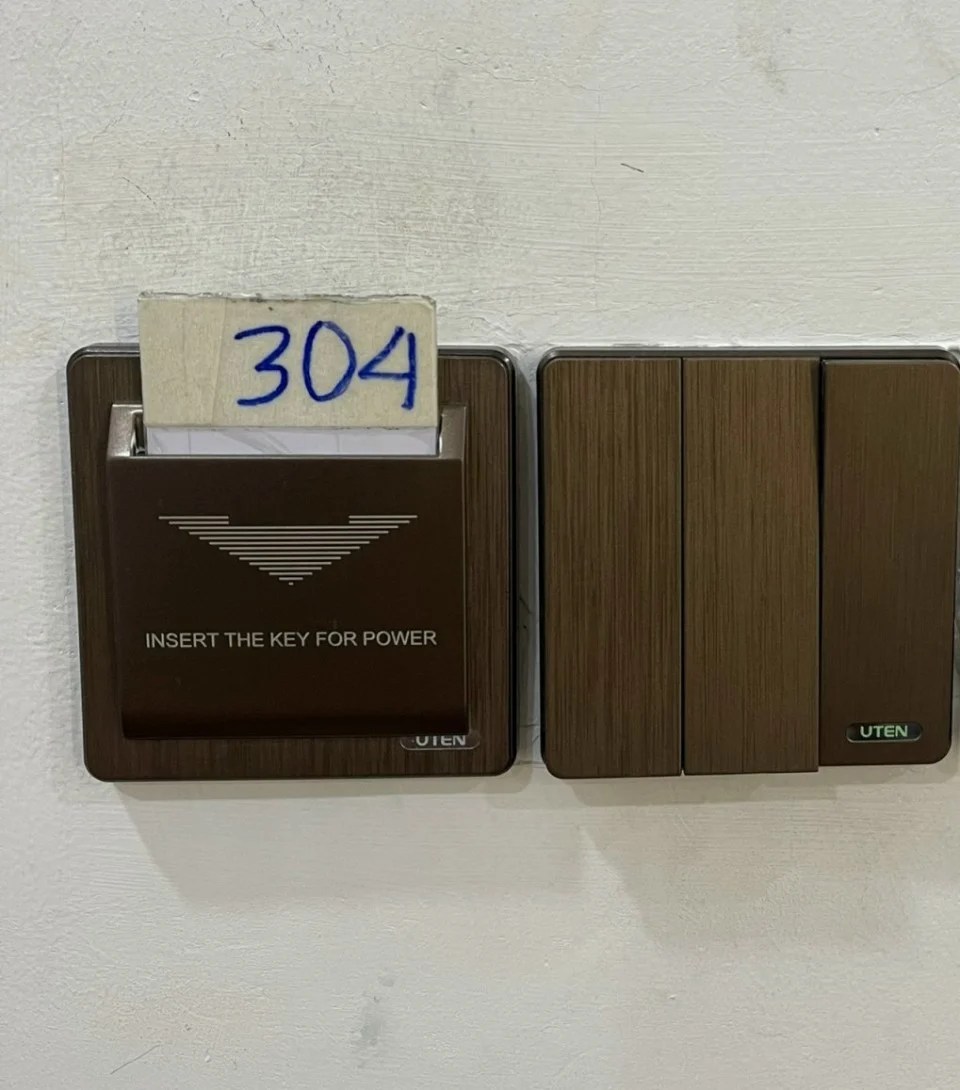 304
INSERT THE KEY FOR POWER
UTEN
UTEN